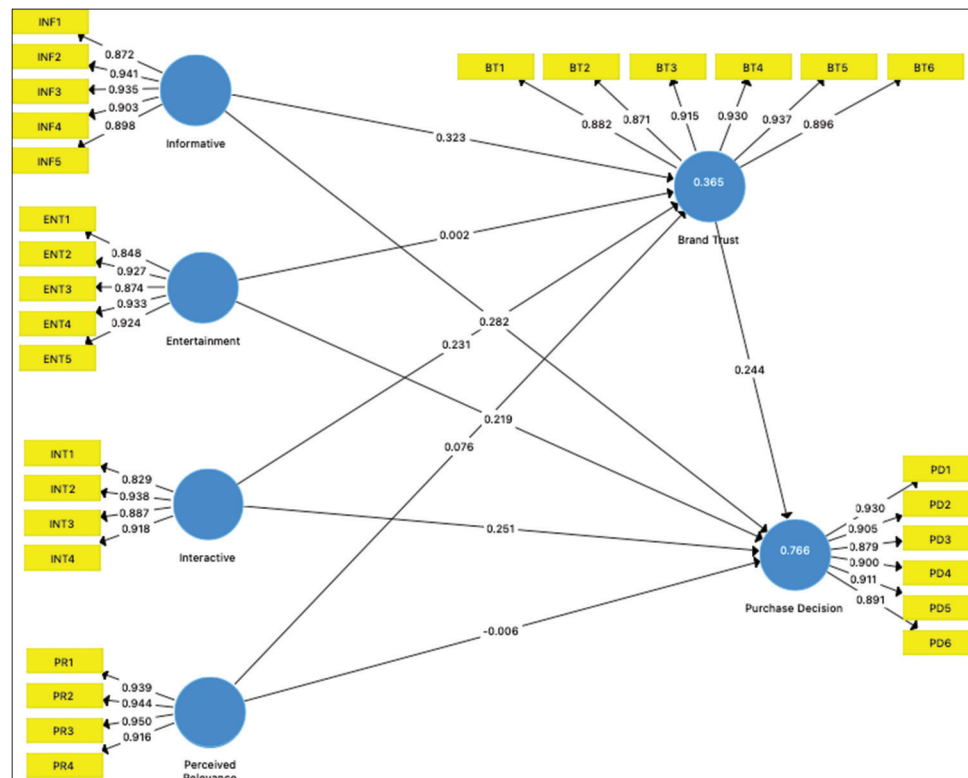 INF1
INF2
INF3
INF4
INF5
0.872
0.941
0.935
0.903
0.898
Informative
BT1
BT2
BT3
BT4
BT5
BT6
0.882
0.871
0.915
0.930
0.937
0.896
0.365
Brand Trust
0.323
ENT1
ENT2
ENT3
ENT4
ENT5
0.848
0.927
0.874
0.933
0.924
Entertainment
0.002
0.282
0.231
0.244
0.219
0.076
INT1
INT2
INT3
INT4
0.829
0.938
0.887
0.918
Interactive
0.251
PD1
PD2
PD3
PD4
PD5
PD6
0.930
0.905
0.879
0.900
0.911
0.891
0.766
Purchase Decision
-0.006
PR1
PR2
PR3
PR4
0.939
0.944
0.950
0.916
Perceived
Relevance